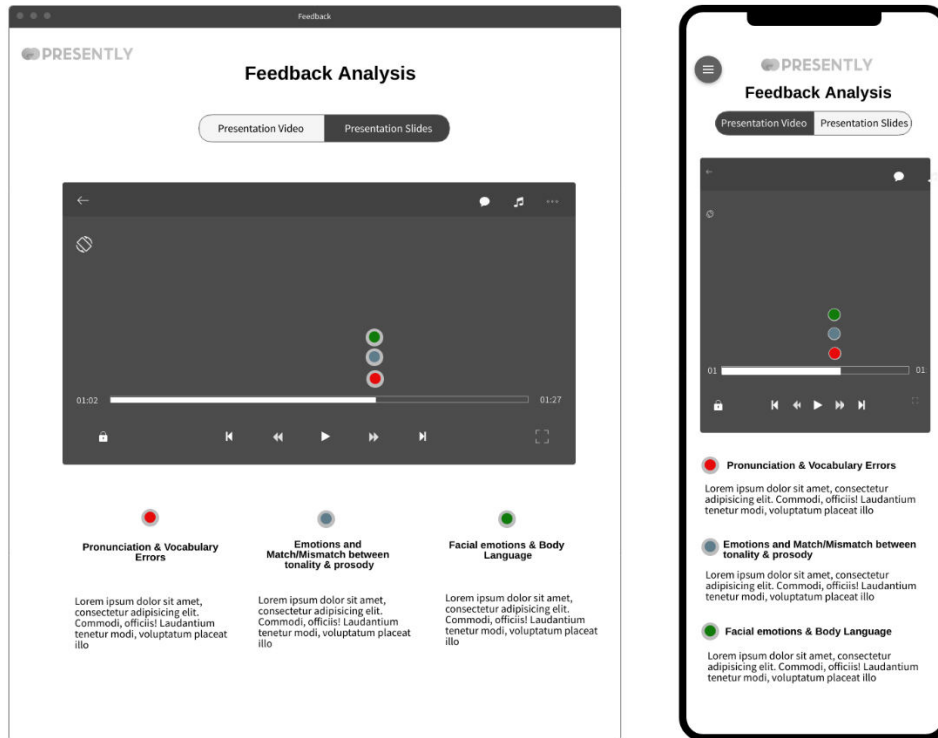 Feedback
PRESENTLY
Feedback Analysis
Presentation Video
Presentation Slides
01:02
01:27
Pronunciation & Vocabulary
Errors
Lorem ipsum dolor sit amet,
consectetur adipisicing elit.
Commodi, officiis! Laudantium
tenetur modi, voluptatum placeat
illo
Emotions and
Match/Mismatch between
tonality & prosody
Lorem ipsum dolor sit amet,
consectetur adipisicing elit.
Commodi, officiis! Laudantium
tenetur modi, voluptatum placeat
illo
Facial emotions & Body
Language
Lorem ipsum dolor sit amet,
consectetur adipisicing elit.
Commodi, officiis! Laudantium
tenetur modi, voluptatum placeat
illo
PRESENTLY
Feedback Analysis
Presentation Video
Presentation Slides
01
01
Pronunciation & Vocabulary Errors
Lorem ipsum dolor sit amet, consectetur
adipisicing elit. Commodi, officiis! Laudantium
tenetur modi, voluptatum placeat illo
Emotions and Match/Mismatch between
tonality & prosody
Lorem ipsum dolor sit amet, consectetur
adipisicing elit. Commodi, officiis! Laudantium
tenetur modi, voluptatum placeat illo
Facial emotions & Body Language
Lorem ipsum dolor sit amet, consectetur
adipisicing elit. Commodi, officiis! Laudantium
tenetur modi, voluptatum placeat illo